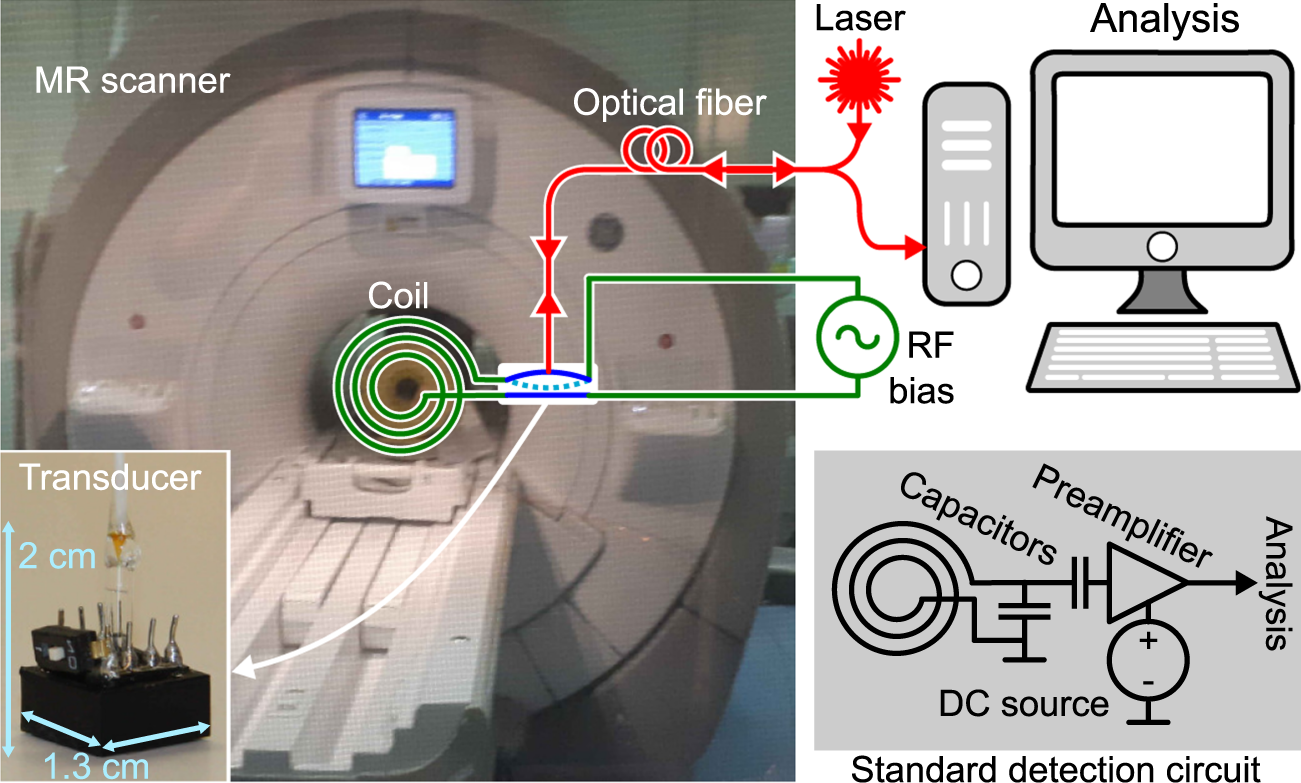 Laser
Analysis
MR scanner
Optical fiber
Coil
RF
bias
Transducer
2 cm
1.3 cm
Capacitors
Preamplifier
Analysis
+
-
DC source
Standard detection circuit